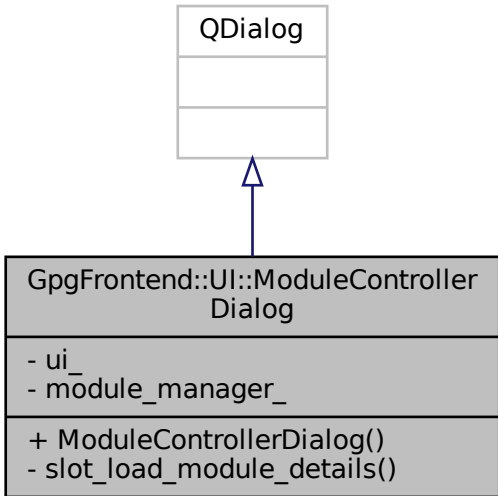 QDialog
GpgFrontend::UI::ModuleController
Dialog
- ui_
- module_manager_
+ ModuleControllerDialog()
- slot_load_module_details()